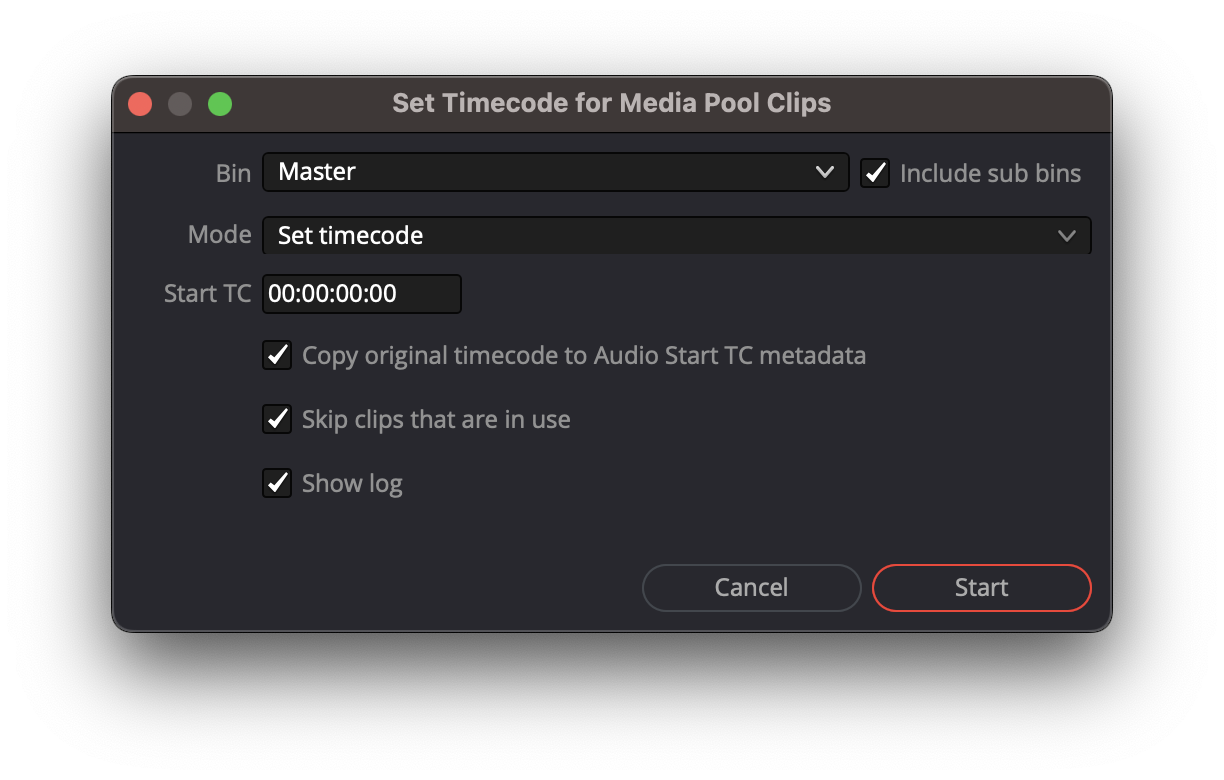 Set Timecode for Media Pool Clips
Bin Master Include sub bins
Mode Set timecode
Start TC 00:00:00:00
Copy original timecode to Audio Start TC metadata
Skip clips that are in use
Show log
Cancel Start